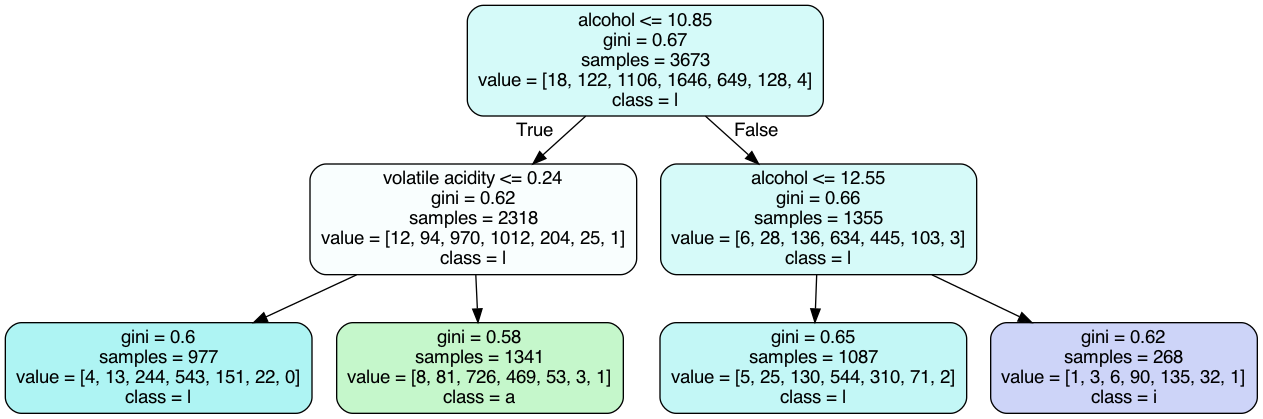 alcohol <= 10.85
gini = 0.67
samples = 3673
value = [18, 122, 1106, 1646, 649, 128, 4]
class = l
True
False
volatile acidity <= 0.24
gini = 0.62
samples = 2318
value = [12, 94, 970, 1012, 204, 25, 1]
class = l
alcohol <= 12.55
gini = 0.66
samples = 1355
value = [6, 28, 136, 634, 445, 103, 3]
class = l
gini = 0.6
samples = 977
value = [4, 13, 244, 543, 151, 22, 0]
class = l
gini = 0.58
samples = 1341
value = [8, 81, 726, 469, 53, 3, 1]
class = a
gini = 0.65
samples = 1087
value = [5, 25, 130, 544, 310, 71, 2]
class = l
gini = 0.62
samples = 268
value = [1, 3, 6, 90, 135, 32, 1]
class = i